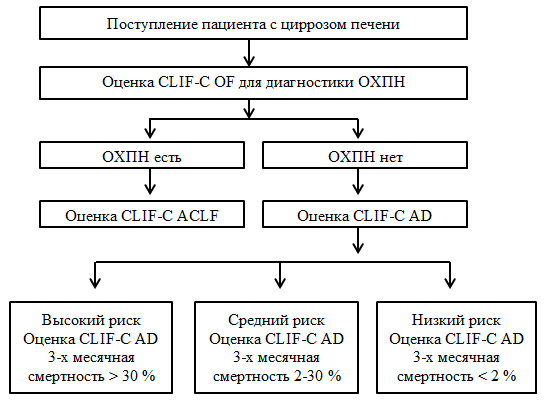 Поступление пациента с циррозом печени
Оценка CLIF-C OF для диагностики ОХПН
ОХПН есть
ОХПН нет
Оценка CLIF-C ACLF
Оценка CLIF-C AD
Высокий риск
Оценка CLIF-C AD
3-х месячная
смертность > 30 %
Средний риск
Оценка CLIF-C AD
3-х месячная
смертность 2-30 %
Низкий риск
Оценка CLIF-C AD
3-х месячная
смертность < 2 %